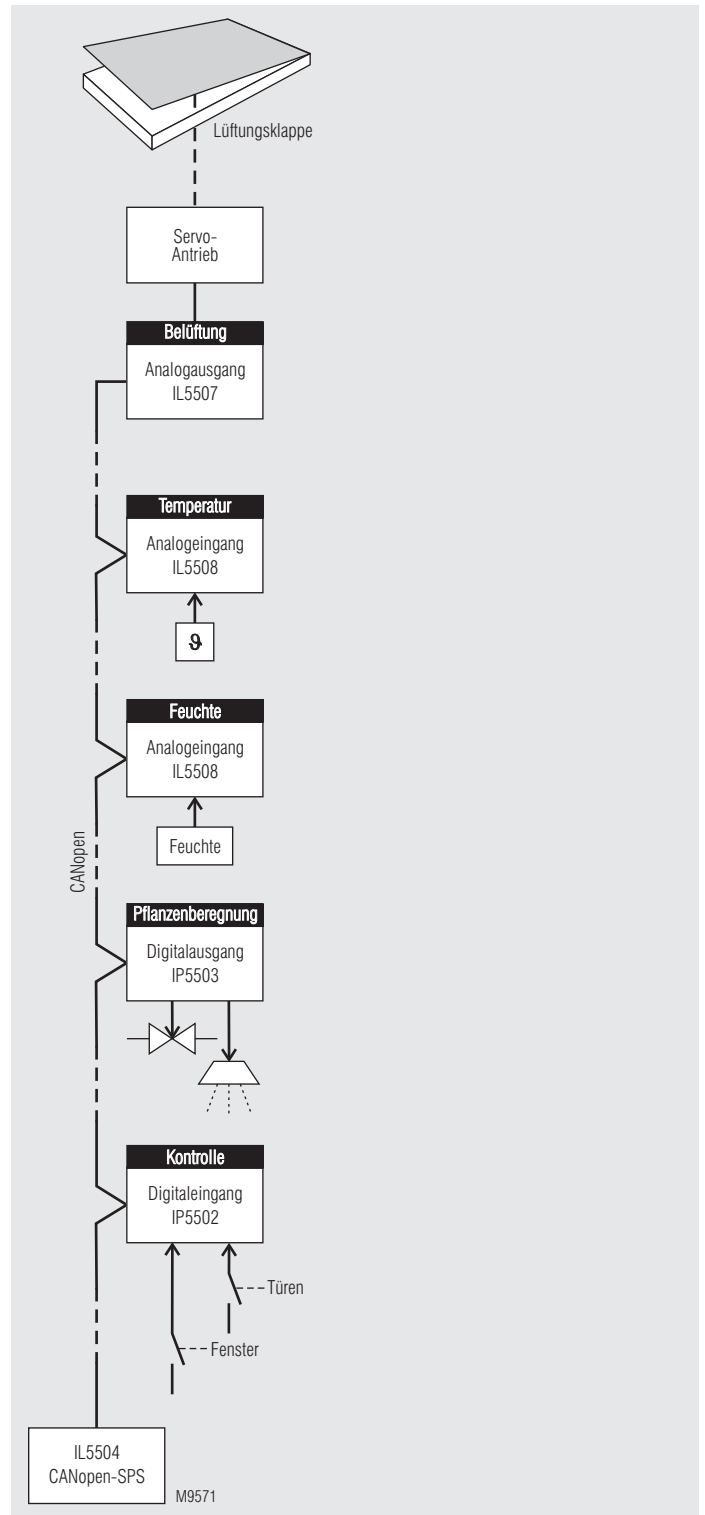 Lüftungsklappe
Servo-
Antrieb
Belüftung
Analogausgang
IL5507
Temperatur
Analogeingang
IL5508
ϑ
Feuchte
Analogeingang
IL5508
Feuchte
CANopen
Pflanzenberegnung
Digitalausgang
IP5503
Kontrolle
Digitaleingang
IP5502
Türen
Fenster
IL5504
CANopen-SPS
M9571